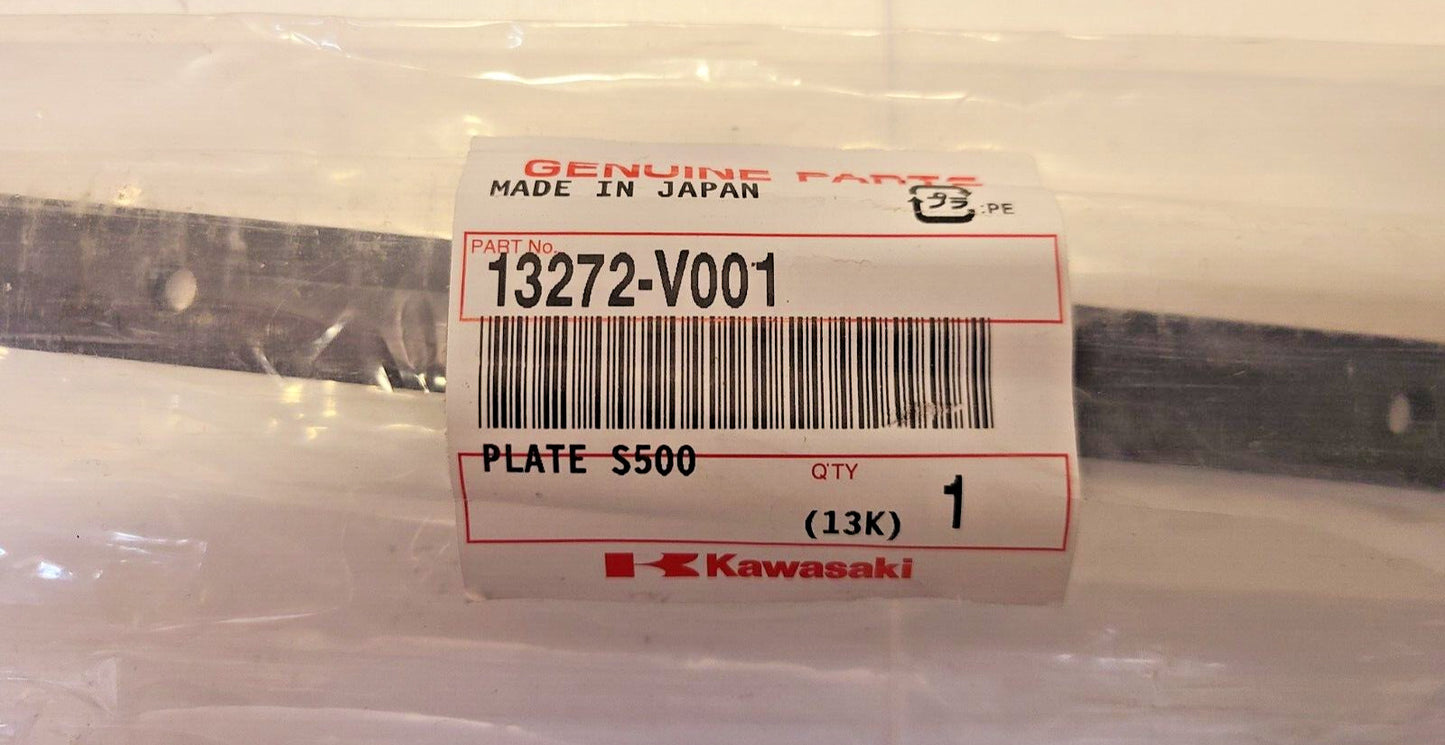 GENUINE PARTS
MADE IN JAPAN
プラ :PE
PART No.
13272-V001
PLATE S500
Q'TY
(13K) 1
Kawasaki